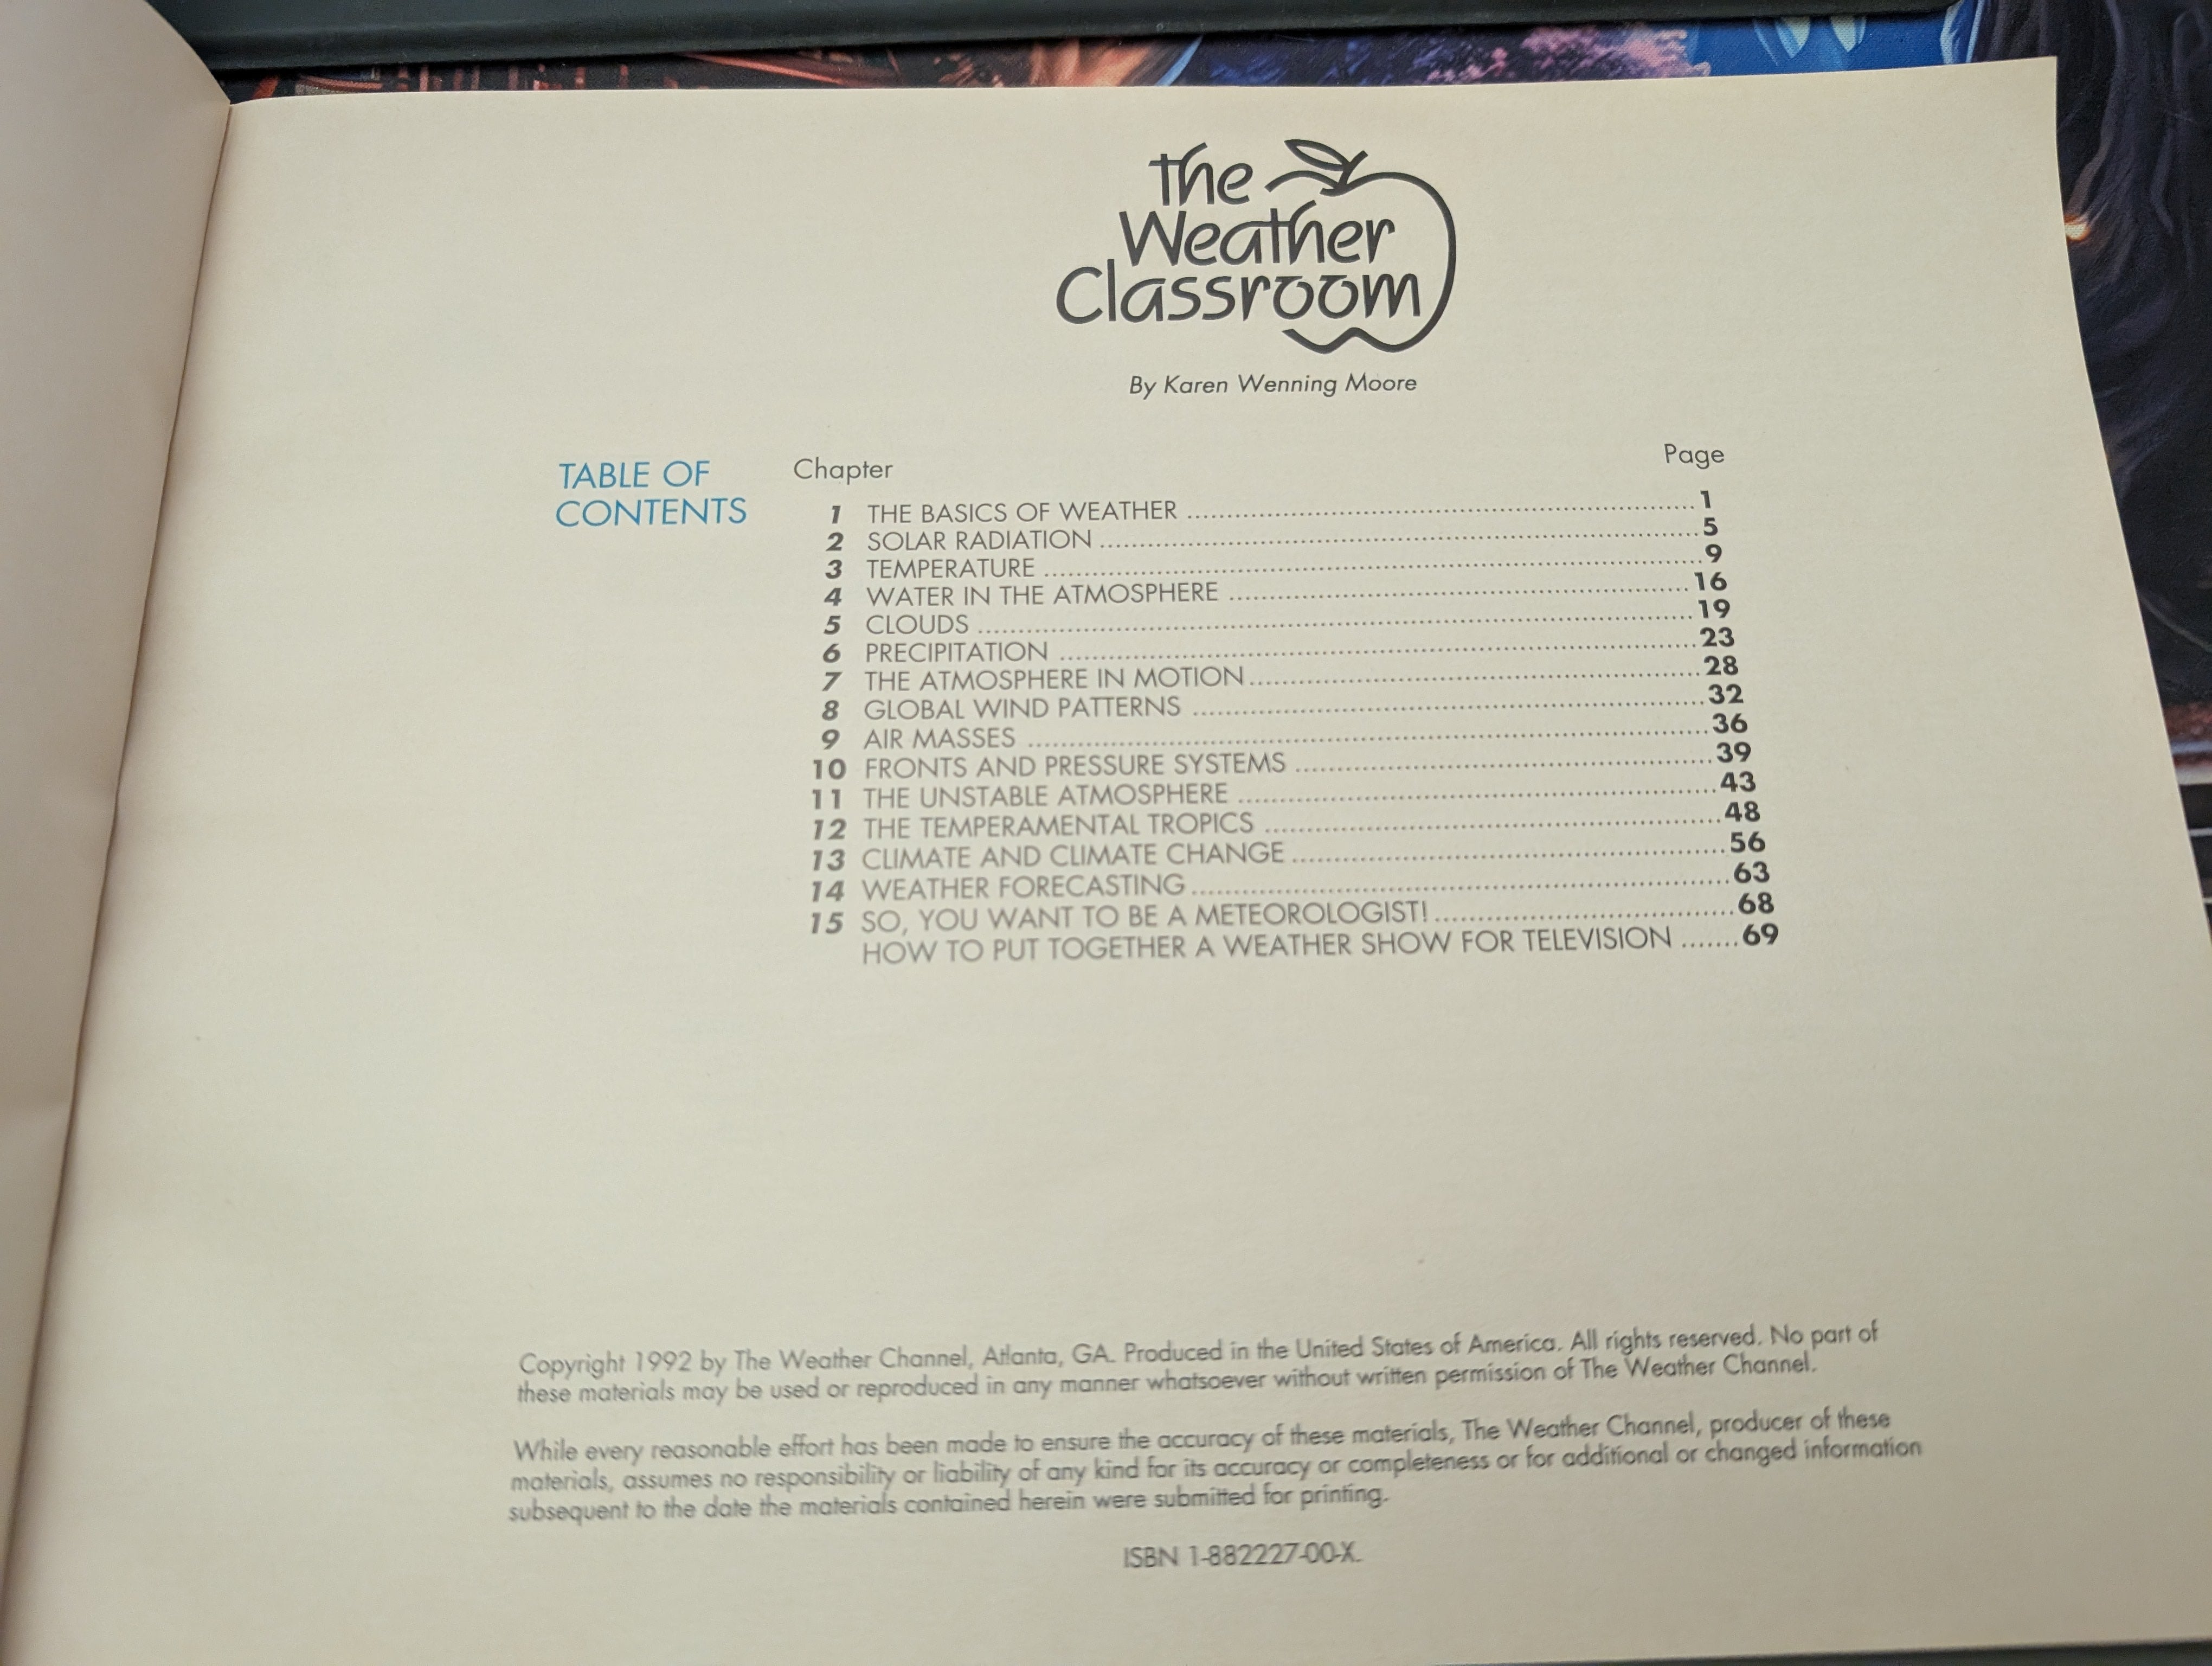 the
Weather
Classroom
By Karen Wenning Moore
TABLE OF
CONTENTS
Chapter Page
1 THE BASICS OF WEATHER ........ 1
2 SOLAR RADIATION ........ 5
3 TEMPERATURE ........ 9
4 WATER IN THE ATMOSPHERE ........ 16
5 CLOUDS ........ 19
6 PRECIPITATION ........ 23
7 THE ATMOSPHERE IN MOTION ........ 28
8 GLOBAL WIND PATTERNS ........ 32
9 AIR MASSES ........ 36
10 FRONTS AND PRESSURE SYSTEMS ........ 39
11 THE UNSTABLE ATMOSPHERE ........ 43
12 THE TEMPERAMENTAL TROPICS ........ 48
13 CLIMATE AND CLIMATE CHANGE ........ 56
14 WEATHER FORECASTING ........ 63
15 SO, YOU WANT TO BE A METEOROLOGIST! ........ 68
HOW TO PUT TOGETHER A WEATHER SHOW FOR TELEVISION ....... 69
Copyright 1992 by The Weather Channel, Atlanta, GA. Produced in the United States of America. All rights reserved. No part of
these materials may be used or reproduced in any manner whatsoever without written permission of The Weather Channel.
While every reasonable effort has been made to ensure the accuracy of these materials, The Weather Channel, producer of these
materials, assumes no responsibility or liability of any kind for its accuracy or completeness or for additional or changed information
subsequent to the date the materials contained herein were submitted for printing.
ISBN 1-882227-00-X.